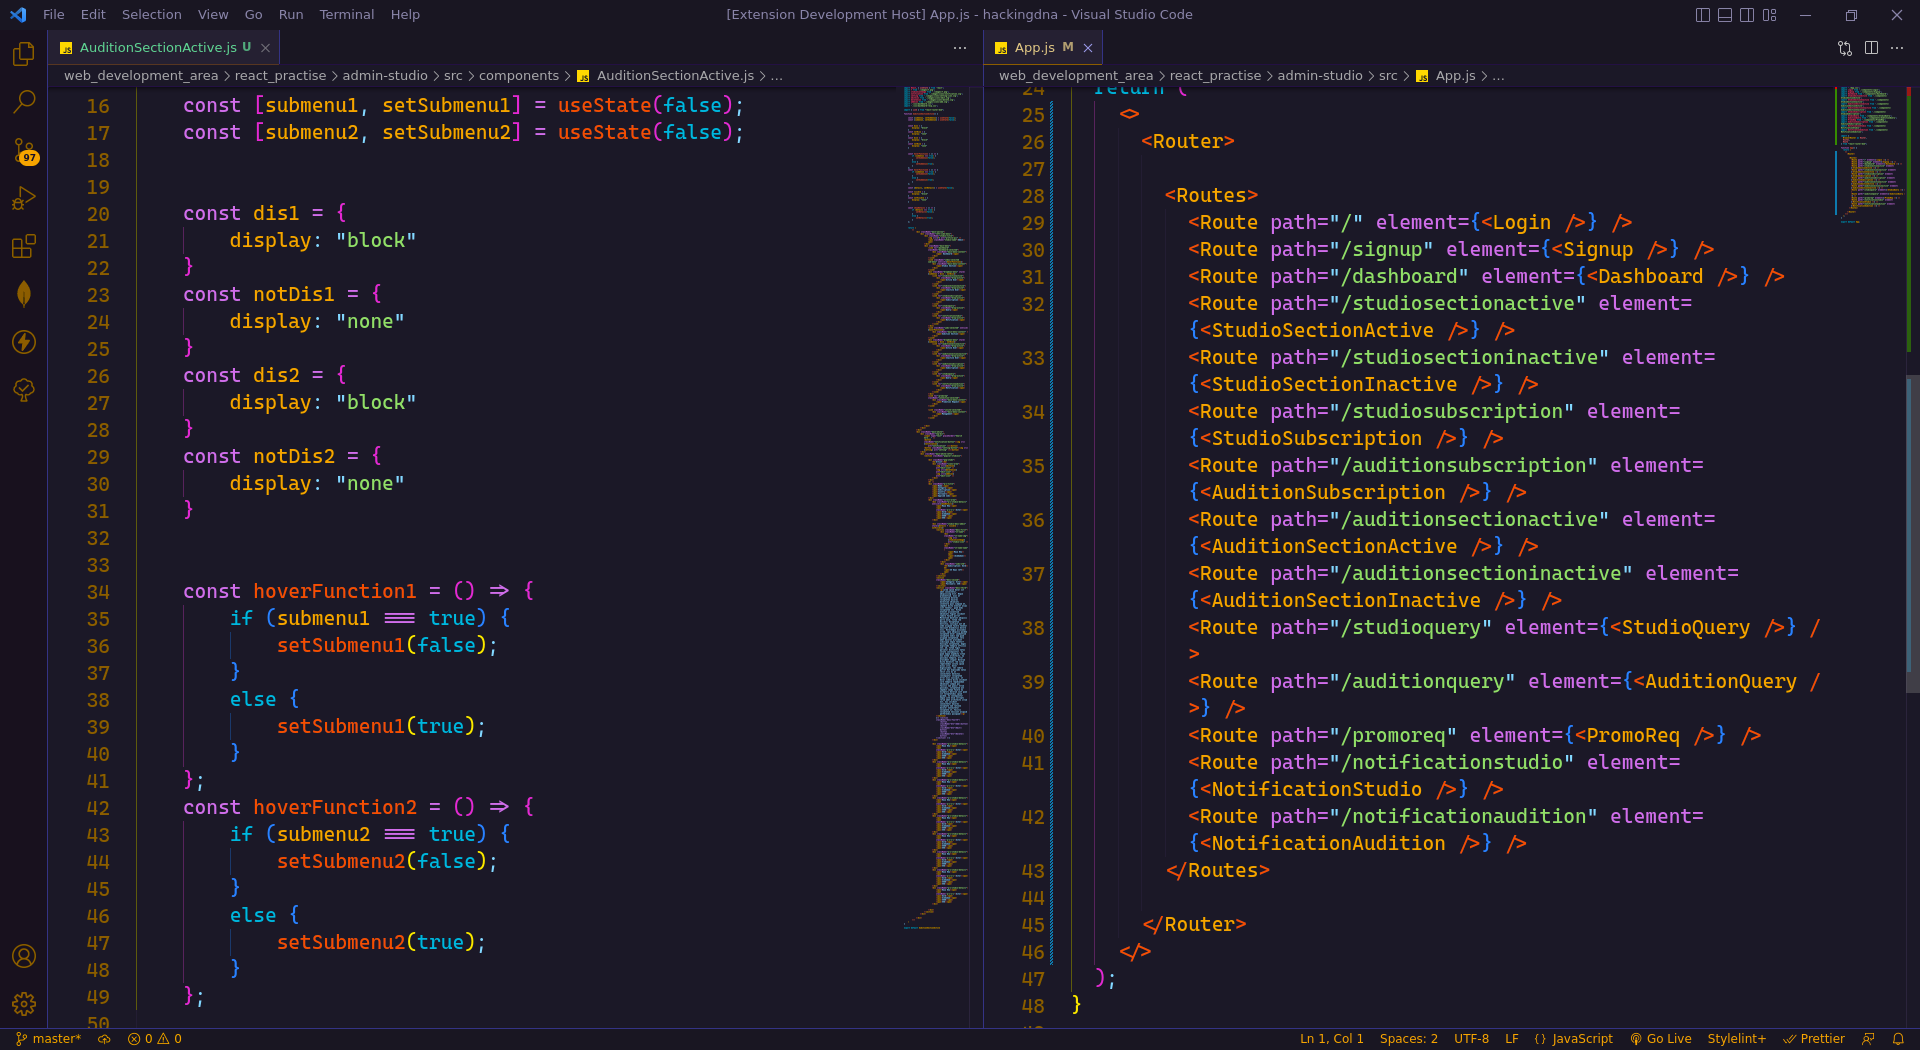 File Edit Selection View Go Run Terminal Help
[Extension Development Host] App.js - hackingdna - Visual Studio Code
97
AuditionSectionActive.js U
web_development_area > react_practise > admin-studio > src > components > AuditionSectionActive.js > ...
16 const [submenu1, setSubmenu1] = useState(false);
17 const [submenu2, setSubmenu2] = useState(false);
18
19
20 const dis1 = {
21 display: "block"
22 }
23 const notDis1 = {
24 display: "none"
25 }
26 const dis2 = {
27 display: "block"
28 }
29 const notDis2 = {
30 display: "none"
31 }
32
33
34 const hoverFunction1 = () => {
35 if (submenu1 === true) {
36 setSubmenu1(false);
37 }
38 else {
39 setSubmenu1(true);
40 }
41 };
42 const hoverFunction2 = () => {
43 if (submenu2 === true) {
44 setSubmenu2(false);
45 }
46 else {
47 setSubmenu2(true);
48 }
49 };
50
App.js M
web_development_area > react_practise > admin-studio > src > App.js > ...
24 return (
25 <>
26 <Router>
27
28 <Routes>
29 <Route path="/" element={<Login />} />
30 <Route path="/signup" element={<Signup />} />
31 <Route path="/dashboard" element={<Dashboard />} />
32 <Route path="/studiosectionactive" element=
{<StudioSectionActive />} />
33 <Route path="/studiosectioninactive" element=
{<StudioSectionInactive />} />
34 <Route path="/studiosubscription" element=
{<StudioSubscription />} />
35 <Route path="/auditionsubscription" element=
{<AuditionSubscription />} />
36 <Route path="/auditionsectionactive" element=
{<AuditionSectionActive />} />
37 <Route path="/auditionsectioninactive" element=
{<AuditionSectionInactive />} />
38 <Route path="/studioquery" element={<StudioQuery />} /
>
39 <Route path="/auditionquery" element={<AuditionQuery /
>} />
40 <Route path="/promoreq" element={<PromoReq />} />
41 <Route path="/notificationstudio" element=
{<NotificationStudio />} />
42 <Route path="/notificationaudition" element=
{<NotificationAudition />} />
43 </Routes>
44
45 </Router>
46 </>
47 );
48 }
master* 0 0 Ln 1, Col 1 Spaces: 2 UTF-8 LF {} JavaScript Go Live Stylelint+ Prettier